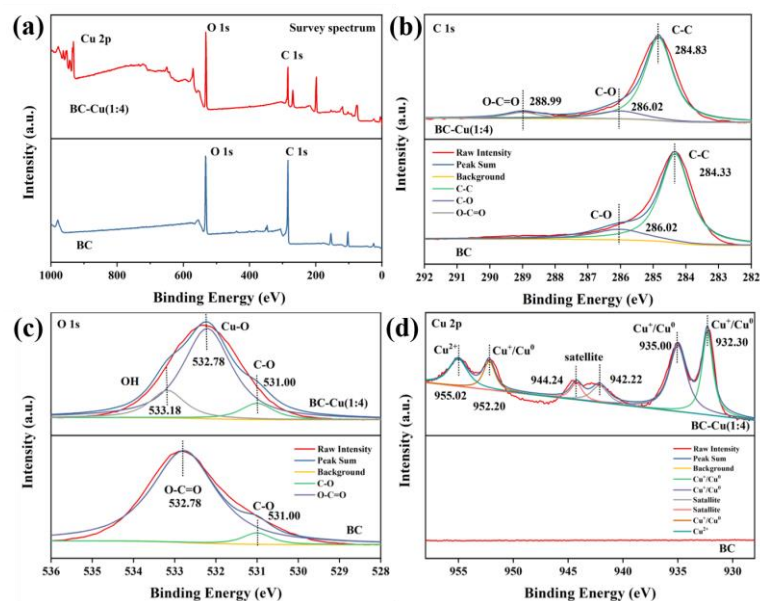 (a)
Survey spectrum
Cu 2p
O 1s
C 1s
BC-Cu(1:4)
O 1s
C 1s
BC
1000 800 600 400 200 0
Binding Energy (eV)
Intensity (a.u.)
(b)
C 1s
C-C
284.83
O-C=O 288.99
C-O
286.02
BC-Cu(1:4)
Raw Intensity
Peak Sum
Background
C-C
C-O
O-C=O
C-C
284.33
C-O
286.02
BC
292 291 290 289 288 287 286 285 284 283 282
Binding Energy (eV)
Intensity (a.u.)
(c)
O 1s
Cu-O
532.78
OH
533.18
C-O
531.00
BC-Cu(1:4)
Raw Intensity
Peak Sum
Background
C-O
O-C=O
O-C=O
532.78
C-O
531.00
BC
536 535 534 533 532 531 530 529 528
Binding Energy (eV)
Intensity (a.u.)
(d)
Cu 2p
Cu²⁺
955.02
Cu⁺/Cu⁰
952.20
satellite
944.24
942.22
Cu⁺/Cu⁰
935.00
Cu⁺/Cu⁰
932.30
BC-Cu(1:4)
Raw Intensity
Peak Sum
Background
Cu⁺/Cu⁰
Cu⁺/Cu⁰
Satallite
Satallite
Cu⁺/Cu⁰
Cu²⁺
BC
955 950 945 940 935 930
Binding Energy (eV)
Intensity (a.u.)